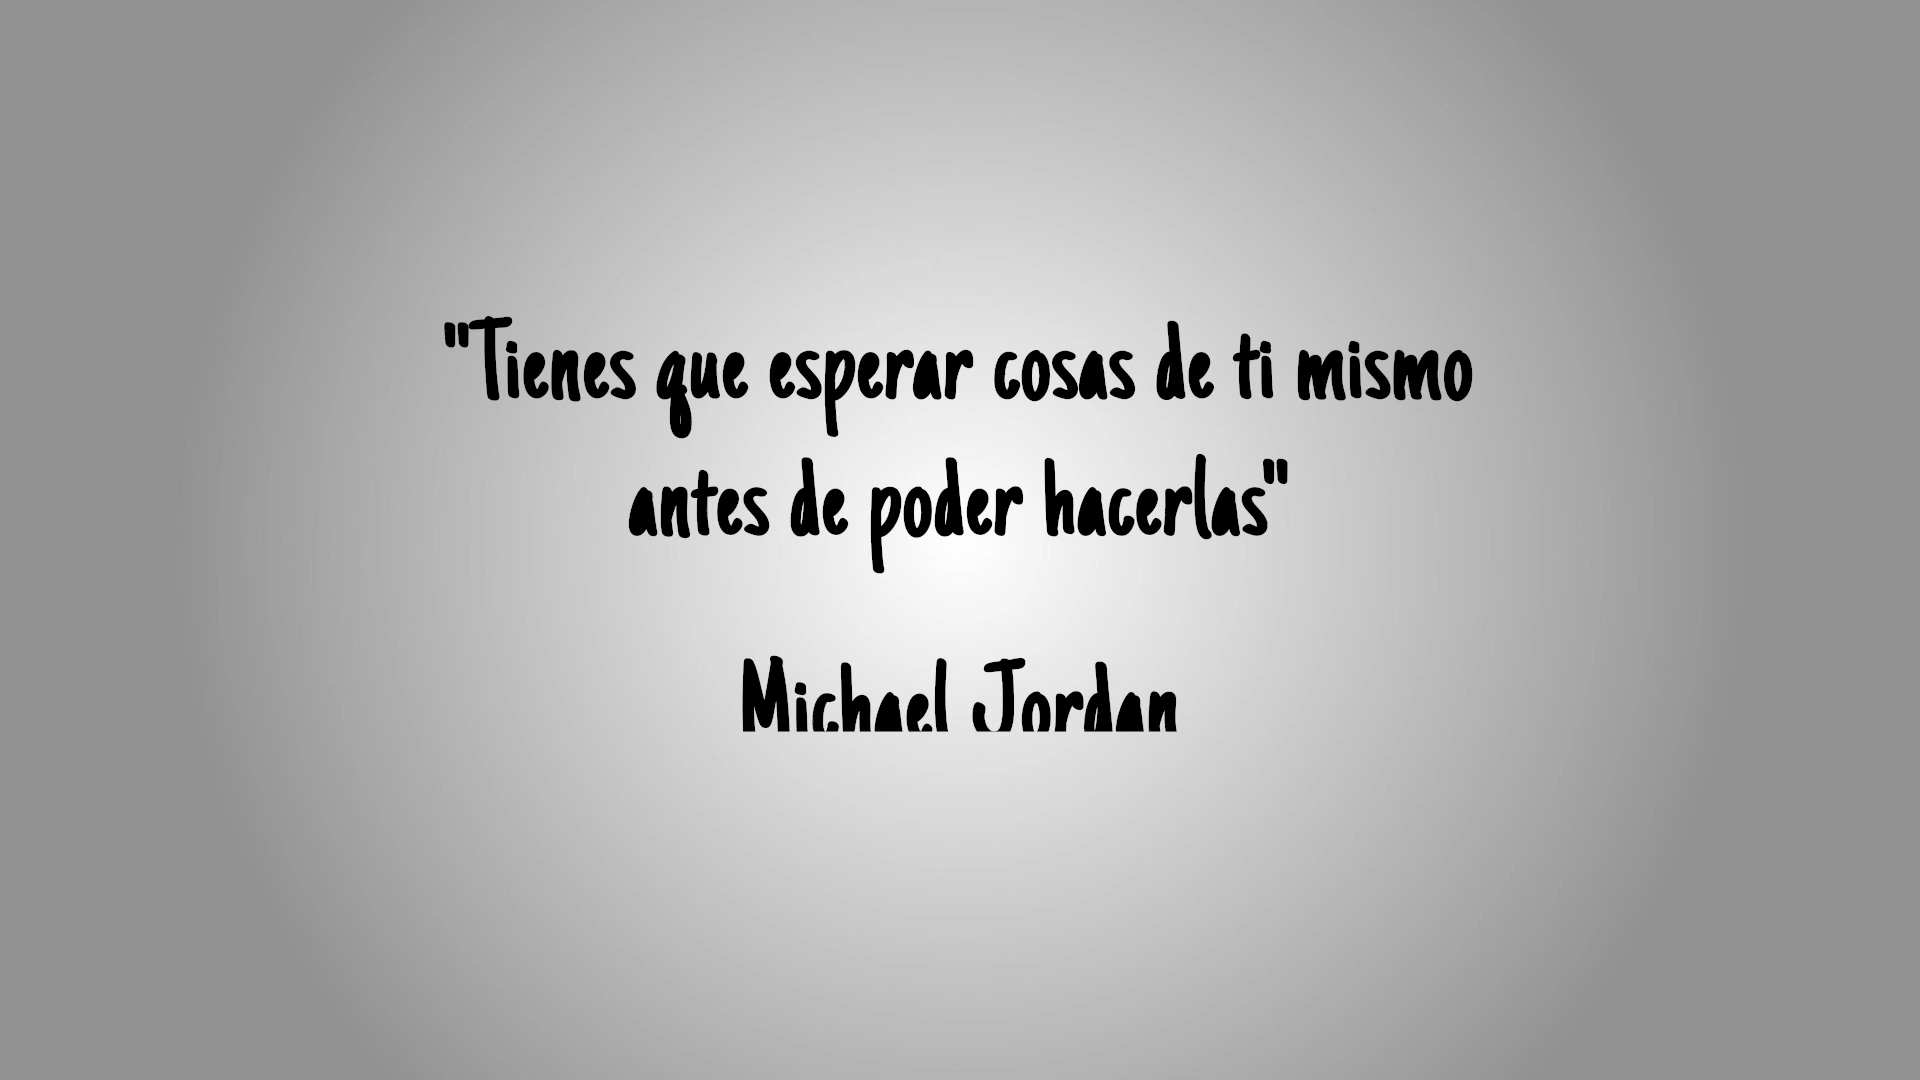 "Tienes que esperar cosas de ti mismo
antes de poder hacerlas"
Michael Jordan